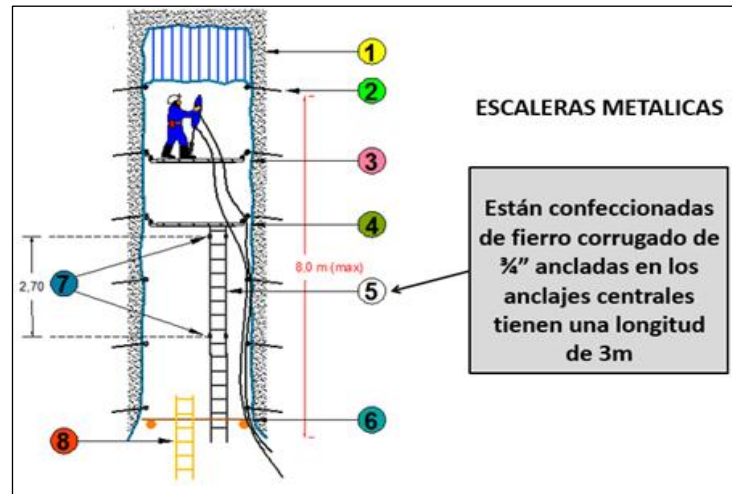 1
2
ESCALERAS METALICAS
3
4
Están confeccionadas
de fierro corrugado de
¾” ancladas en los
anclajes centrales
tienen una longitud
de 3m
2,70
7
8,0 m (max)
5
6
8